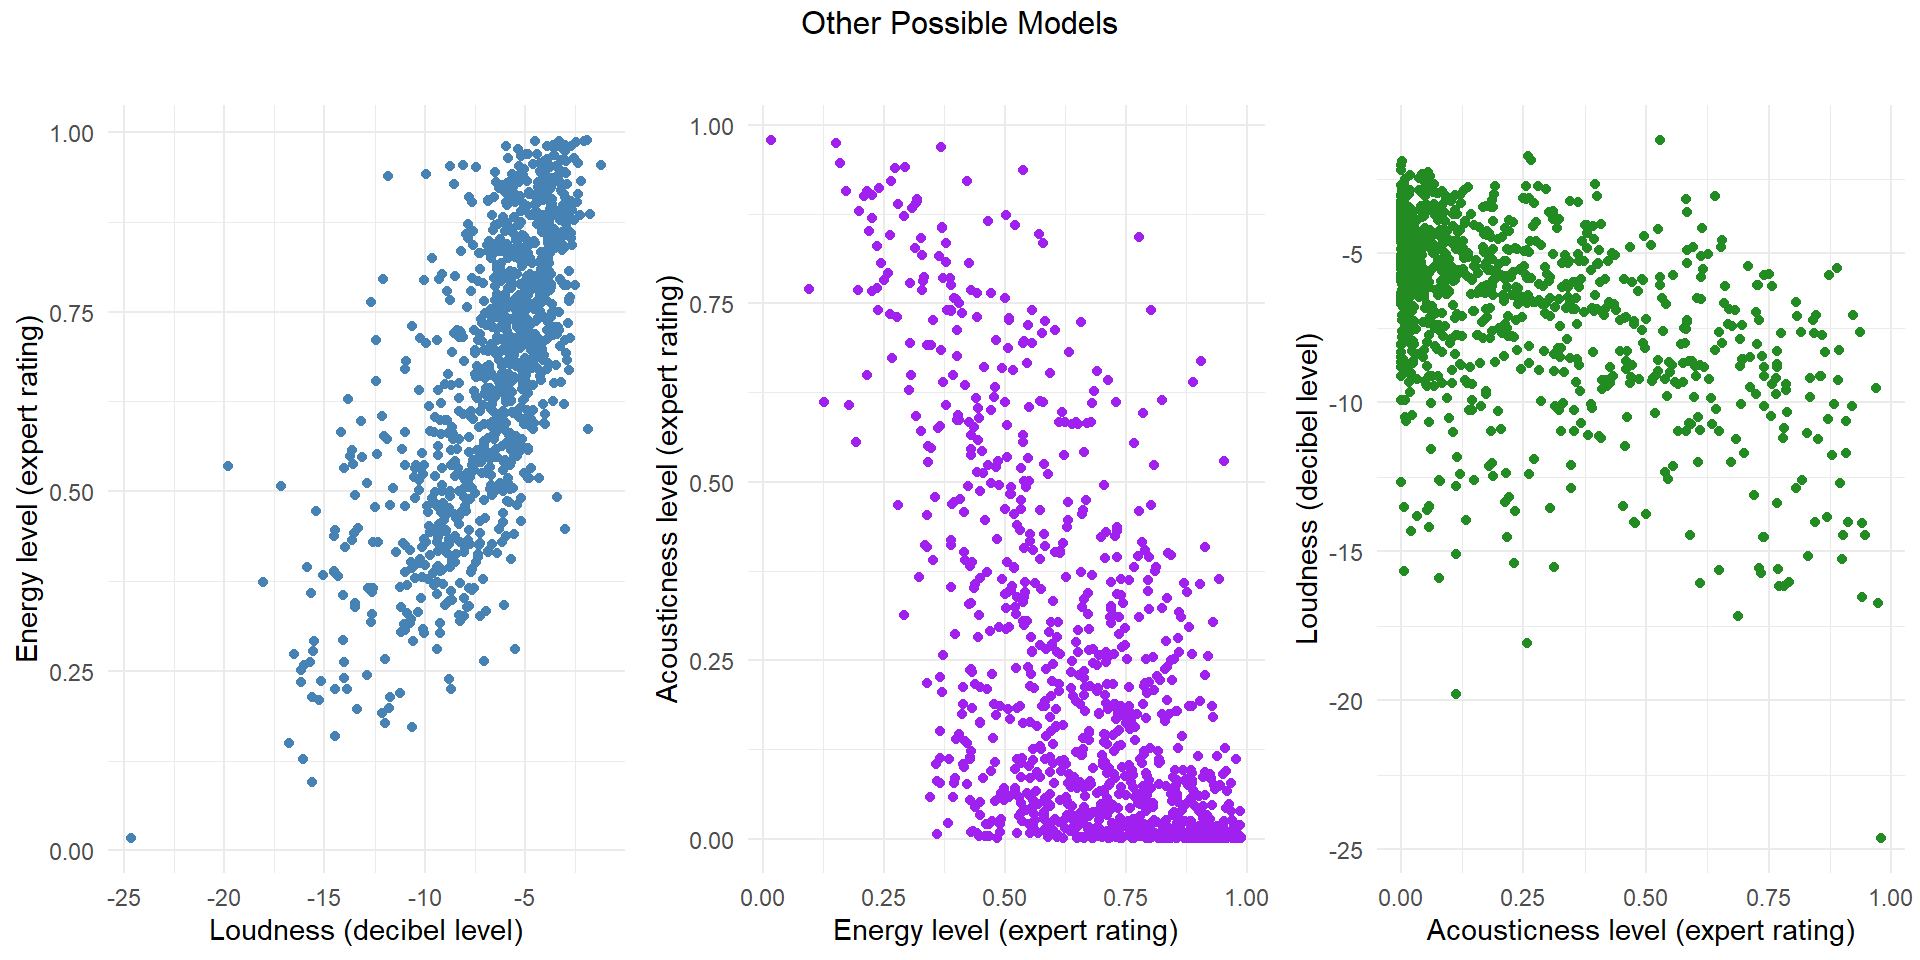 Other Possible Models
Energy level (expert rating)
1.00
0.75
0.50
0.25
0.00
-25 -20 -15 -10 -5
Loudness (decibel level)
Acousticness level (expert rating)
1.00
0.75
0.50
0.25
0.00
0.00 0.25 0.50 0.75 1.00
Energy level (expert rating)
Loudness (decibel level)
-5
-10
-15
-20
-25
0.00 0.25 0.50 0.75 1.00
Acousticness level (expert rating)